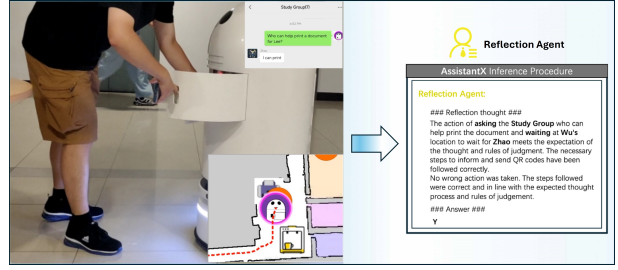 Study Group(7)
Who can help print a document
for Lee?
I can print
Reflection Agent
AssistantX Inference Procedure
Reflection Agent:
### Reflection thought ###
The action of asking the Study Group who can
help print the document and waiting at Wu's
location to wait for Zhao meets the expectation of
the thought and rules of judgment. The necessary
steps to inform and send QR codes have been
followed correctly.
No wrong action was taken. The steps followed
were correct and in line with the expected thought
process and rules of judgement.
### Answer ###
Y